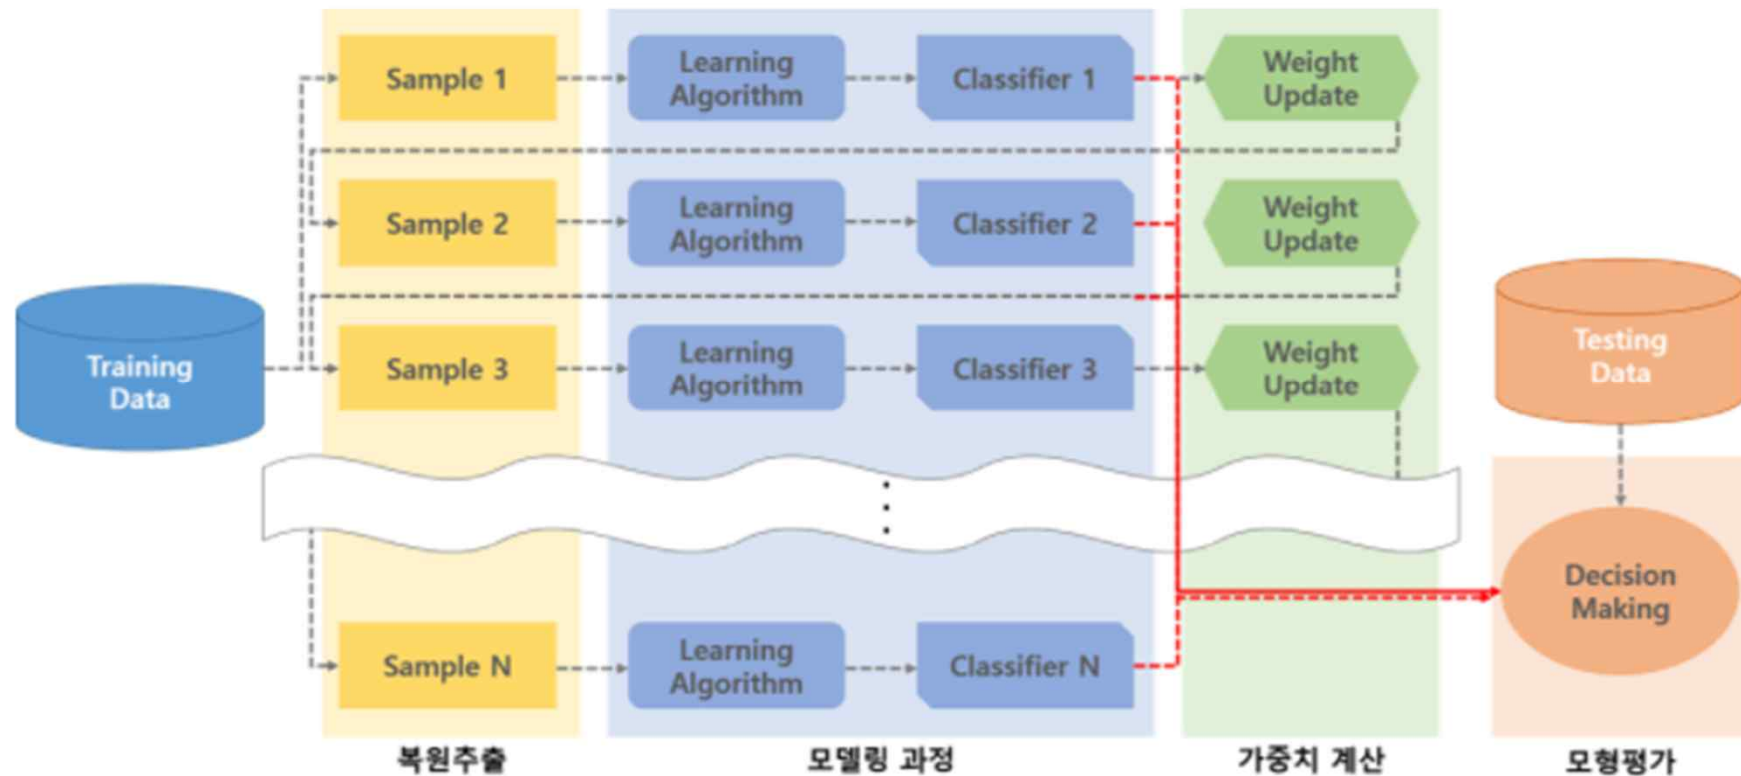 Sample 1
Learning
Algorithm
Classifier 1
Weight
Update
Sample 2
Learning
Algorithm
Classifier 2
Weight
Update
Training
Data
Sample 3
Learning
Algorithm
Classifier 3
Weight
Update
Testing
Data
Decision
Making
Sample N
Learning
Algorithm
Classifier N
복원추출
모델링 과정
가중치 계산
모형평가